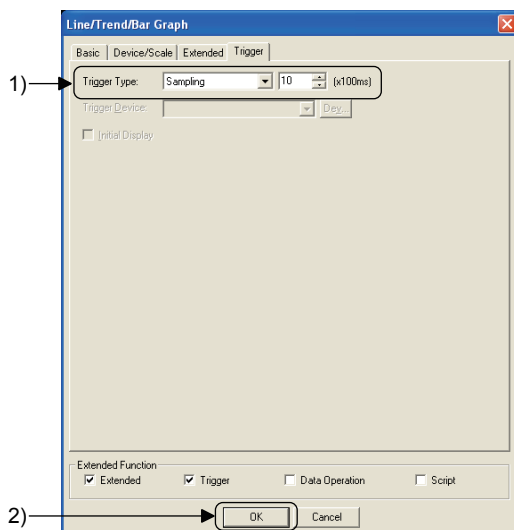 Line/Trend/Bar Graph
Basic Device/Scale Extended Trigger
1) Trigger Type: Sampling 10 (x100ms)
Trigger Device: Dev...
Initial Display
Extended Function
Extended Trigger Data Operation Script
2) OK Cancel